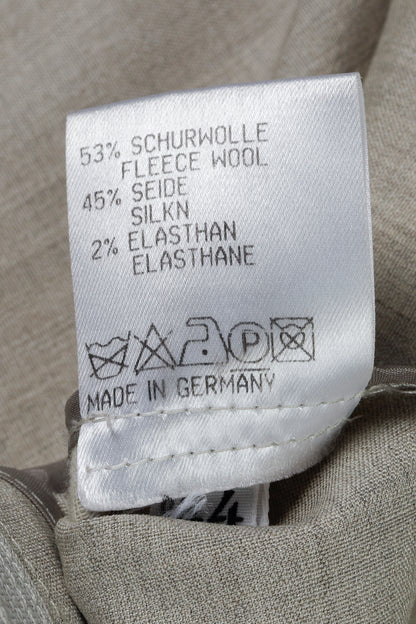 53% SCHURWOLLE
FLEECE WOOL
45% SEIDE
SILKN
2% ELASTHAN
ELASTHANE
P
MADE IN GERMANY